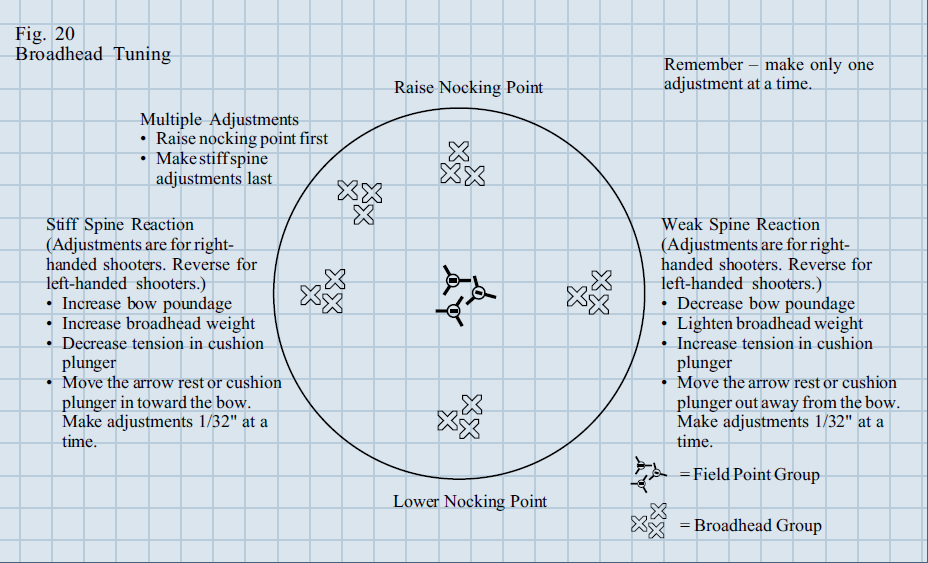 Fig. 20
Broadhead Tuning
Remember – make only one
adjustment at a time.
Raise Nocking Point
Multiple Adjustments
• Raise nocking point first
• Make stiff spine
adjustments last
Stiff Spine Reaction
(Adjustments are for right-
handed shooters. Reverse for
left-handed shooters.)
• Increase bow poundage
• Increase broadhead weight
• Decrease tension in cushion
plunger
• Move the arrow rest or cushion
plunger in toward the bow.
Make adjustments 1/32" at a
time.
Weak Spine Reaction
(Adjustments are for right-
handed shooters. Reverse for
left-handed shooters.)
• Decrease bow poundage
• Lighten broadhead weight
• Increase tension in cushion
plunger
• Move the arrow rest or cushion
plunger out away from the bow.
Make adjustments 1/32" at a
time.
Lower Nocking Point
= Field Point Group
= Broadhead Group